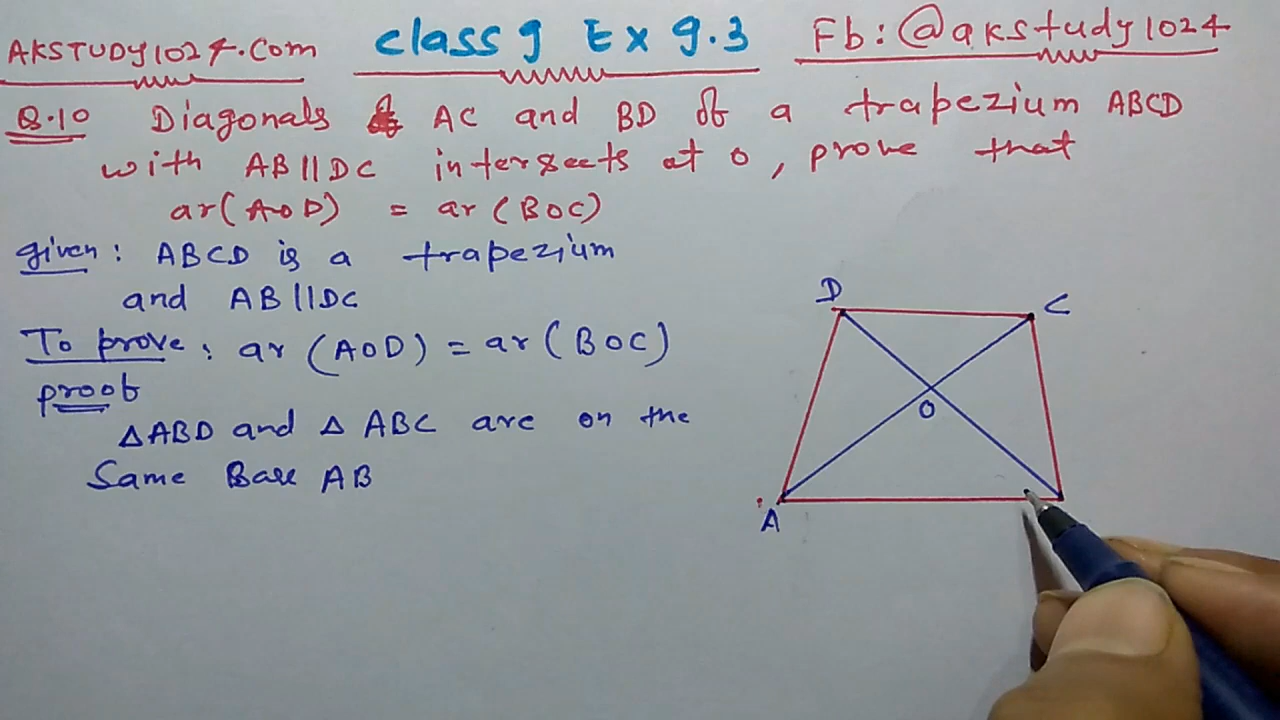 AKSTUDY1024.Com
class 9 Ex 9.3
Fb: @akstudy1024
Q.10 Diagonals AC and BD of a trapezium ABCD
with AB||DC intersects at O, prove that
ar(AOD) = ar(BOC)
given: ABCD is a trapezium
and AB||DC
To prove: ar(AOD) = ar(BOC)
proof
△ABD and △ABC are on the
Same Base AB
D
C
O
A